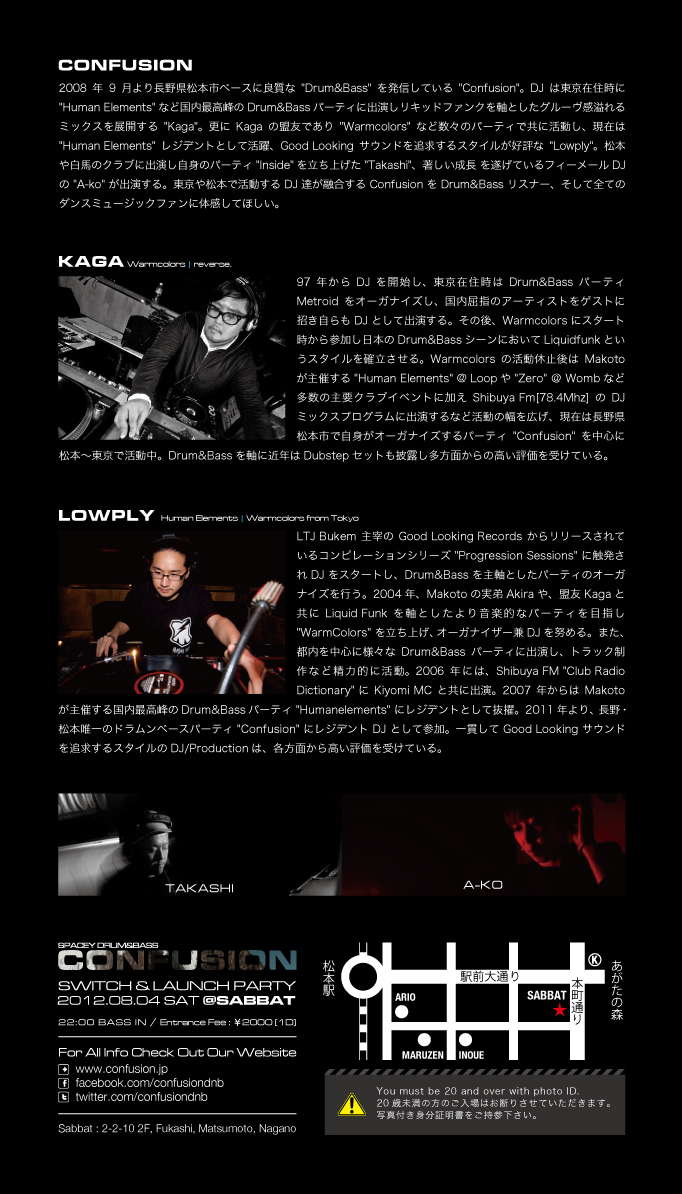 CONFUSION
2008 年 9 月より長野県松本市ベースに良質な "Drum&Bass" を発信している "Confusion"。DJ は東京在住時に
"Human Elements" など国内最高峰の Drum&Bass パーティに出演しリキッドファンクを軸としたグルーヴ感溢れる
ミックスを展開する "Kaga"。更に Kaga の盟友であり "Warmcolors" など数々のパーティで共に活動し、現在は
"Human Elements" レジデントとして活躍、Good Looking サウンドを追求するスタイルが好評な "Lowply"。松本
や白馬のクラブに出演し自身のパーティ "Inside" を立ち上げた "Takashi"、著しい成長 を遂げているフィーメール DJ
の "A-ko" が出演する。東京や松本で活動する DJ 達が融合する Confusion を Drum&Bass リスナー、そして全ての
ダンスミュージックファンに体感してほしい。
KAGA Warmcolors | reverse.
97 年から DJ を開始し、東京在住時は Drum&Bass パーティ
Metroid をオーガナイズし、国内屈指のアーティストをゲストに
招き自らも DJ として出演する。その後、Warmcolors にスタート
時から参加し日本の Drum&Bass シーンにおいて Liquidfunk とい
うスタイルを確立させる。Warmcolors の活動休止後は Makoto
が主催する "Human Elements" @ Loop や "Zero" @ Womb など
多数の主要クラブイベントに加え Shibuya Fm[78.4Mhz] の DJ
ミックスプログラムに出演するなど活動の幅を広げ、現在は長野県
松本市で自身がオーガナイズするパーティ "Confusion" を中心に
松本〜東京で活動中。Drum&Bass を軸に近年は Dubstep セットも披露し多方面からの高い評価を受けている。
LOWPLY Human Elements | Warmcolors from Tokyo
LTJ Bukem 主宰の Good Looking Records からリリースされて
いるコンピレーションシリーズ "Progression Sessions" に触発さ
れ DJ をスタートし、Drum&Bass を主軸としたパーティのオーガ
ナイズを行う。2004 年、Makoto の実弟 Akira や、盟友 Kaga と
共に Liquid Funk を軸としたより音楽的なパーティを目指し
"WarmColors" を立ち上げ、オーガナイザー兼 DJ を努める。また、
都内を中心に様々な Drum&Bass パーティに出演し、トラック制
作など精力的に活動。2006 年には、Shibuya FM "Club Radio
Dictionary" に Kiyomi MC と共に出演。2007 年からは Makoto
が主催する国内最高峰の Drum&Bass パーティ "Humanelements" にレジデントとして抜擢。2011 年より、長野・
松本唯一のドラムンベースパーティ "Confusion" にレジデント DJ として参加。一貫して Good Looking サウンド
を追求するスタイルの DJ/Production は、各方面から高い評価を受けている。
TAKASHI
A-KO
SPACEY DRUM&BASS
CONFUSION
SWITCH & LAUNCH PARTY
2012.08.04 SAT @SABBAT
22:00 BASS IN / Entrance Fee : ¥2000 [1D]
For All Info Check Out Our Website
www.confusion.jp
facebook.com/confusiondnb
twitter.com/confusiondnb
Sabbat : 2-2-10 2F, Fukashi, Matsumoto, Nagano
松本駅
駅前大通り
K
あがたの森
本町通り
ARIO
SABBAT
MARUZEN
INOUE
You must be 20 and over with photo ID.
20 歳未満の方のご入場はお断りさせていただきます。
写真付き身分証明書をご持参下さい。